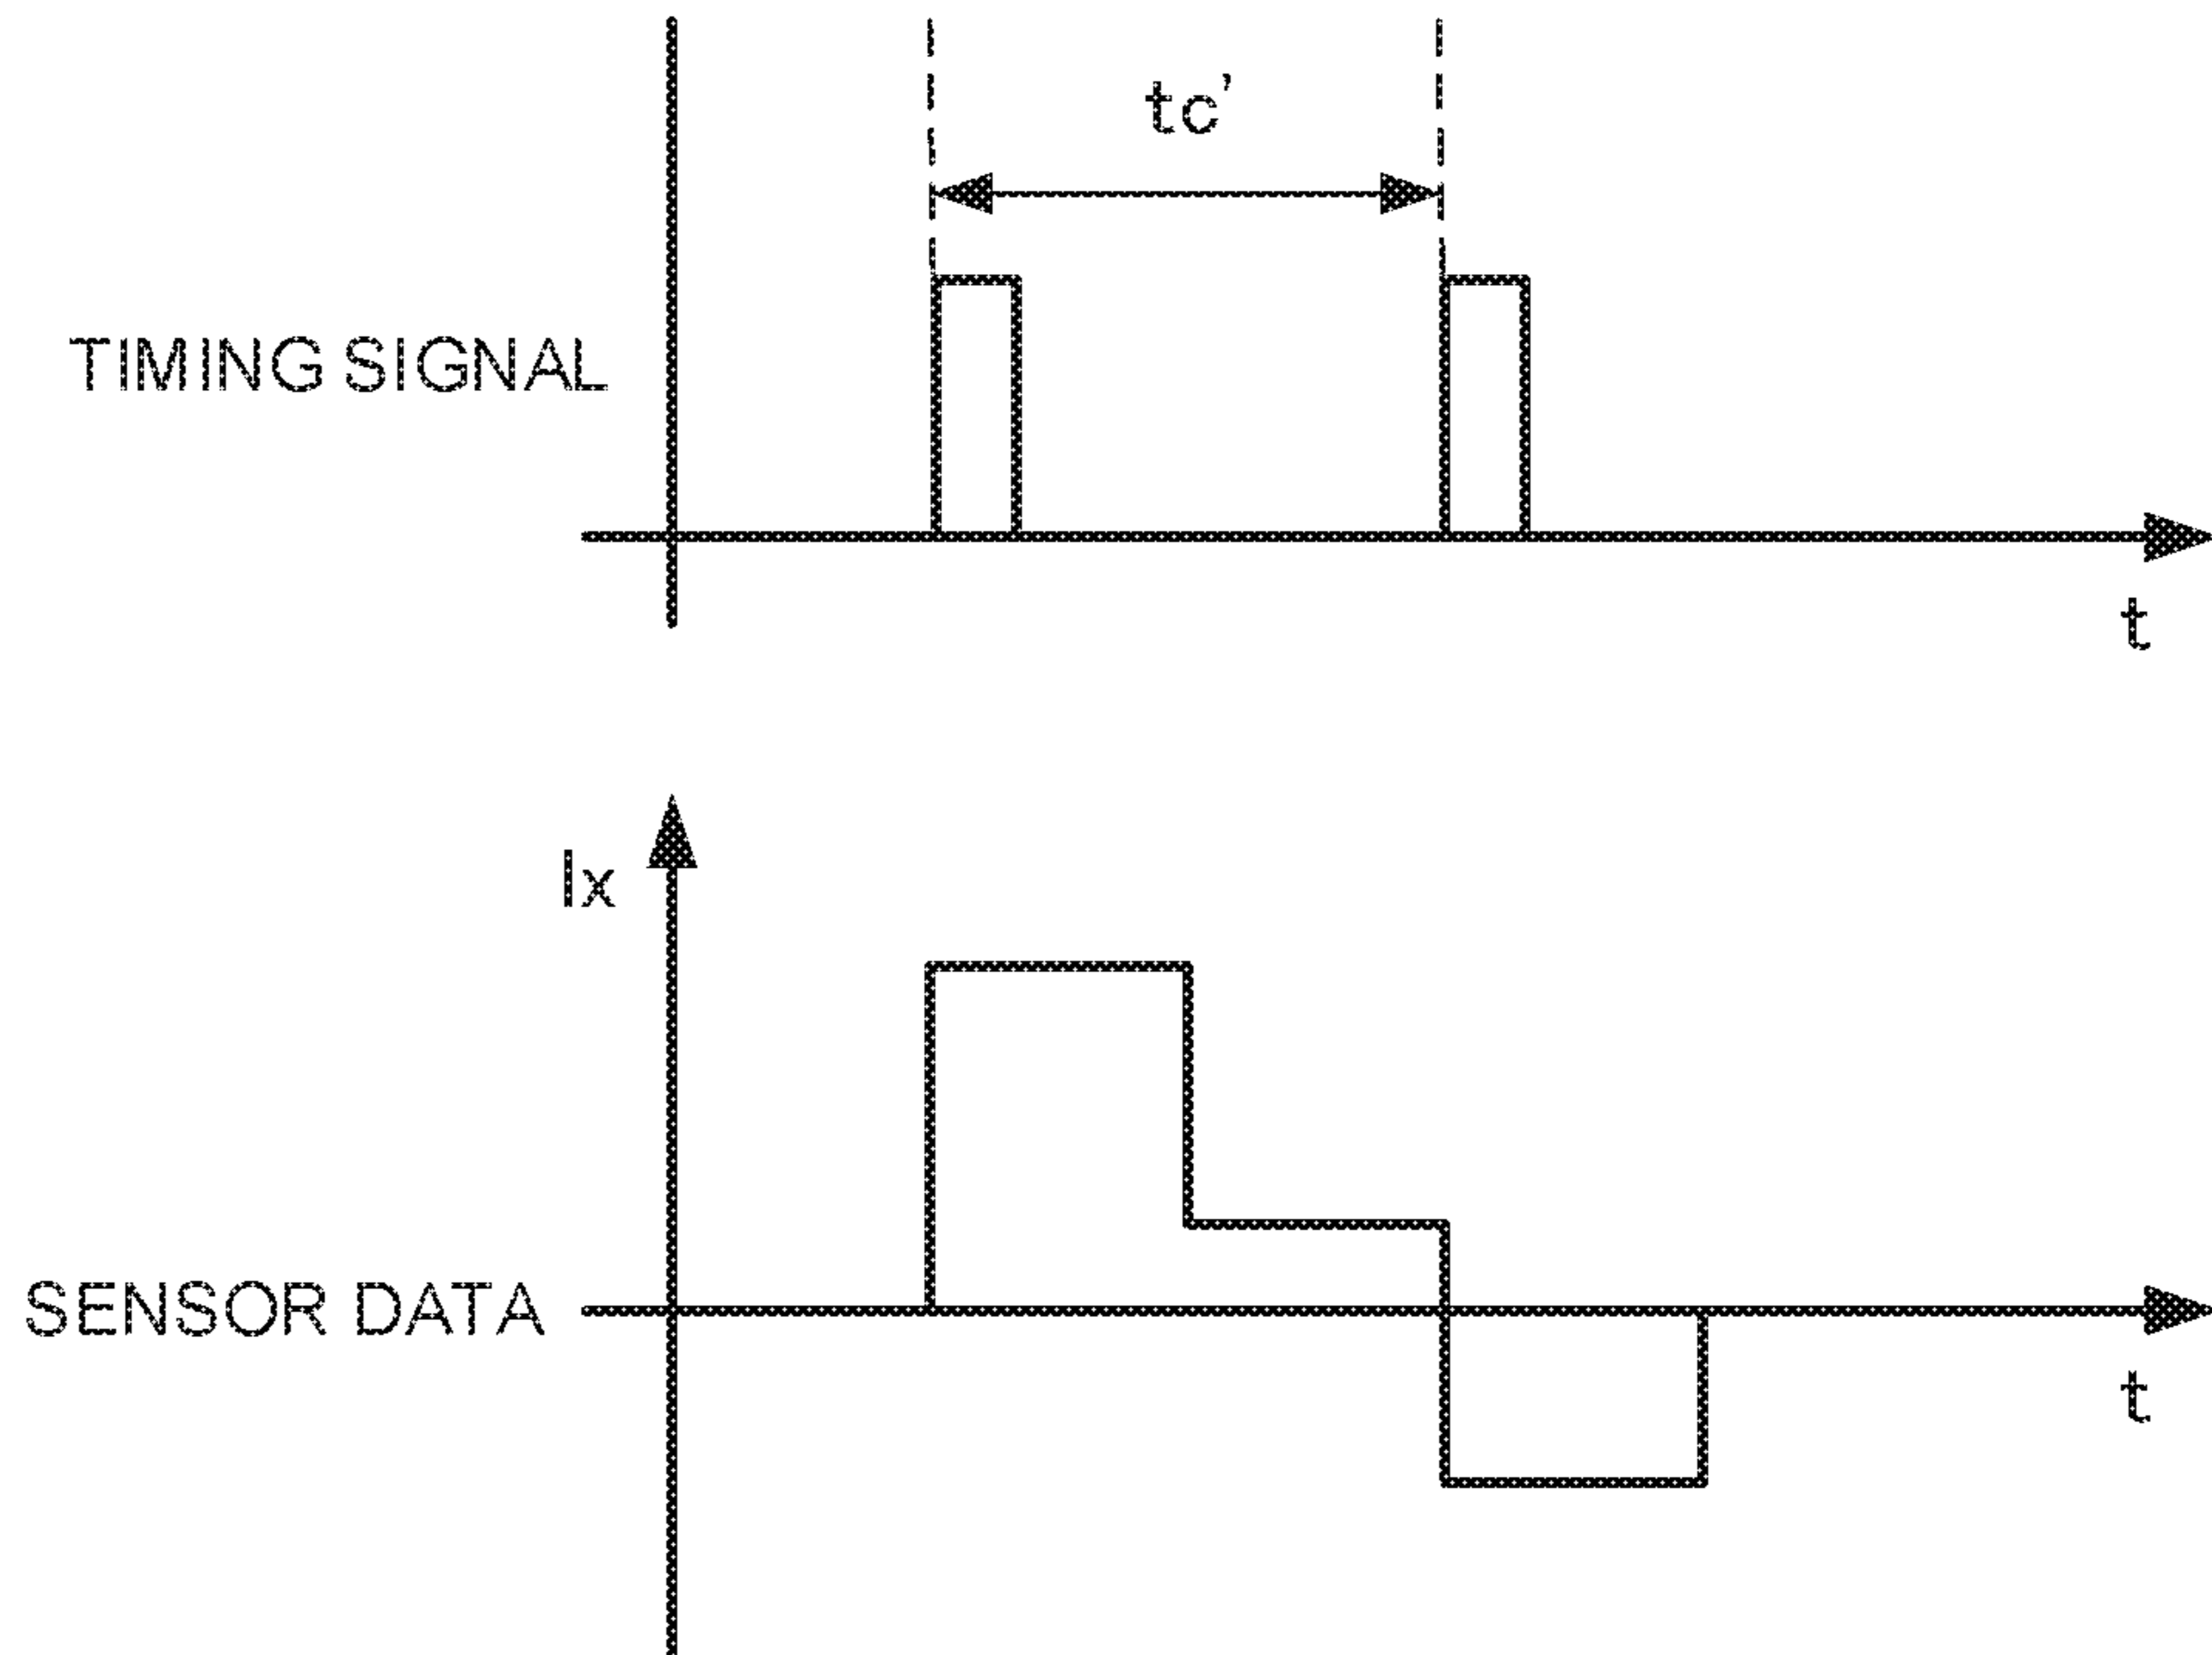 tc'
TIMING SIGNAL
t
Ix
SENSOR DATA
t